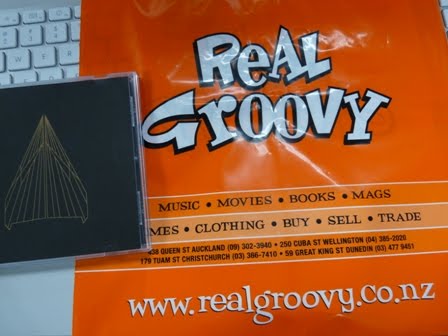 ReAL
GRooVY
MUSIC • MOVIES • BOOKS • MAGS
MES • CLOTHING • BUY • SELL • TRADE
438 QUEEN ST AUCKLAND (09) 302-3940 • 250 CUBA ST WELLINGTON (04) 385-2020
179 TUAM ST CHRISTCHURCH (03) 366-7410 • 59 GREAT KING ST DUNEDIN (03) 477 9451
www.realgroovy.co.nz